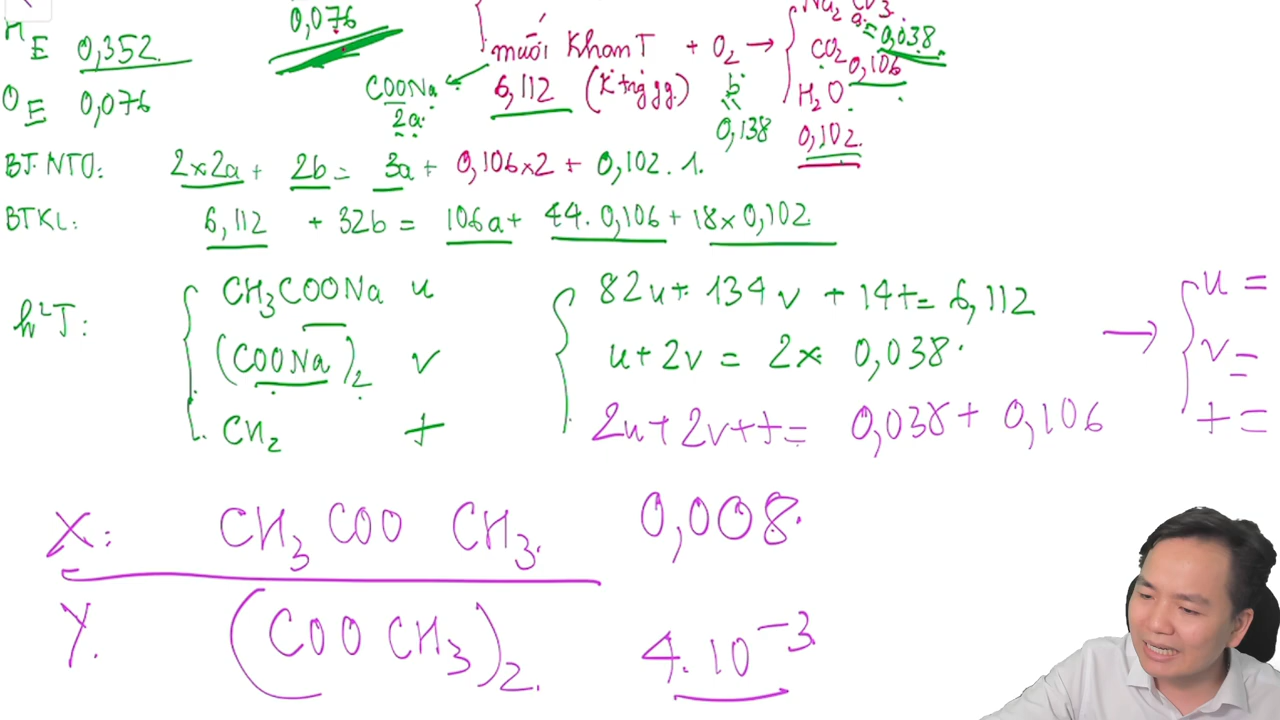 H E 0,352 0,076 Na2CO3
a = 0,038
muối Khan T + O2 → CO2 0,106
O E 0,076 COONa 2a 6,112 b = 0,138 H2O 0,102
BT.NTO: 2×2a + 2b = 3a + 0,106×2 + 0,102.1.
BTKL: 6,112 + 32b = 106a + 44.0,106 + 18×0,102
h²T: CH3COONa u 82u + 134v + 14t = 6,112 → u =
(COONa)2 v u + 2v = 2× 0,038 v =
CH2 t 2u + 2v + t = 0,038 + 0,106 t =
X: CH3COO CH3 0,008
Y. (COO CH3)2. 4.10⁻³